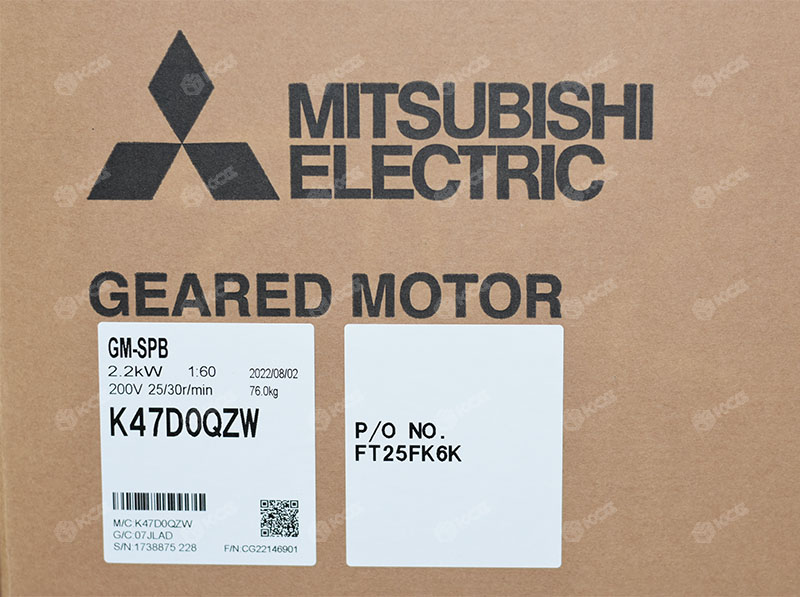 MITSUBISHI
ELECTRIC
GEARED MOTOR
GM-SPB
2.2kW 1:60 2022/08/02
200V 25/30r/min 76.0kg
K47D0QZW
M/C:K47D0QZW
G/C:07JLAD
S/N:1738875 228 F/N:CG22146901
P/O NO.
FT25FK6K
KCG